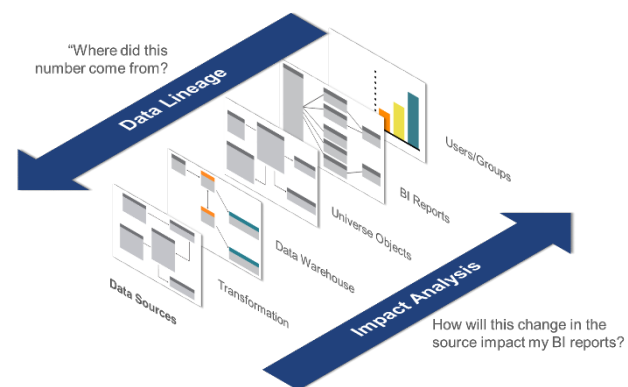 “Where did this
number come from?
Data Lineage
Users/Groups
BI Reports
Universe Objects
Data Warehouse
Transformation
Data Sources
Impact Analysis
How will this change in the
source impact my BI reports?